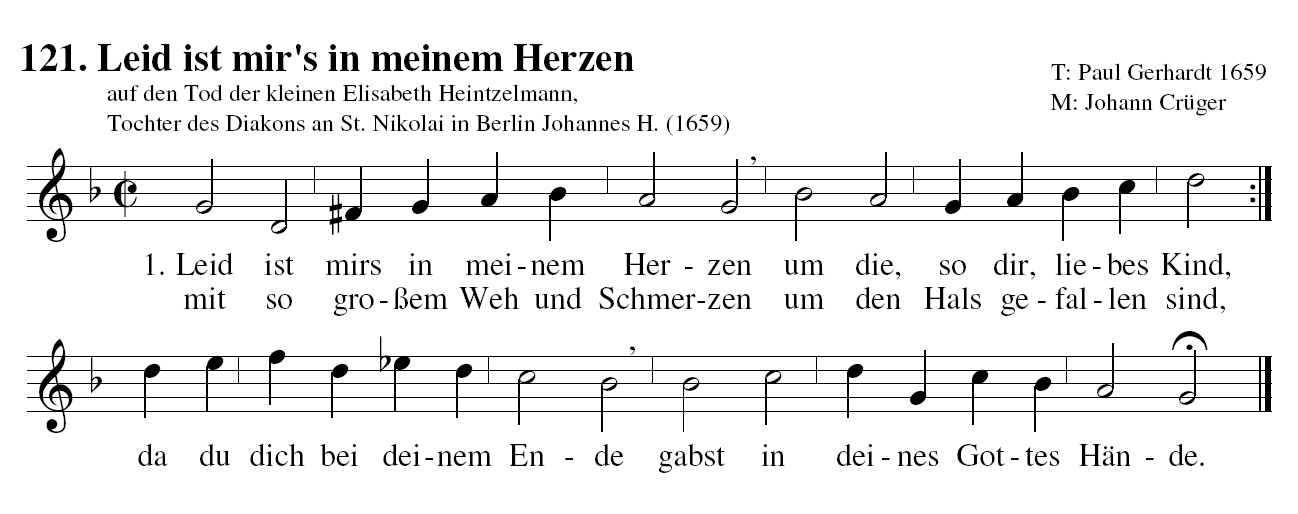 121. Leid ist mir's in meinem Herzen
auf den Tod der kleinen Elisabeth Heintzelmann,
Tochter des Diakons an St. Nikolai in Berlin Johannes H. (1659)
T: Paul Gerhardt 1659
M: Johann Crüger
1. Leid ist mirs in mei - nem Her - zen um die, so dir, lie - bes Kind,
mit so gro - ßem Weh und Schmer - zen um den Hals ge - fal - len sind,
da du dich bei dei - nem En - de gabst in dei - nes Got - tes Hän - de.